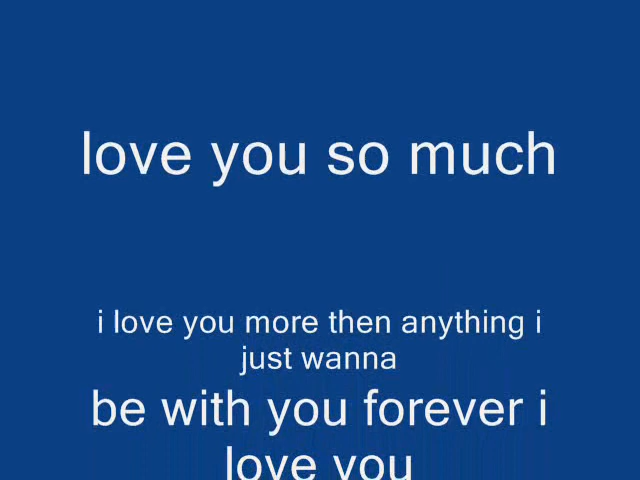 love you so much
i love you more then anything i
just wanna
be with you forever i
love you